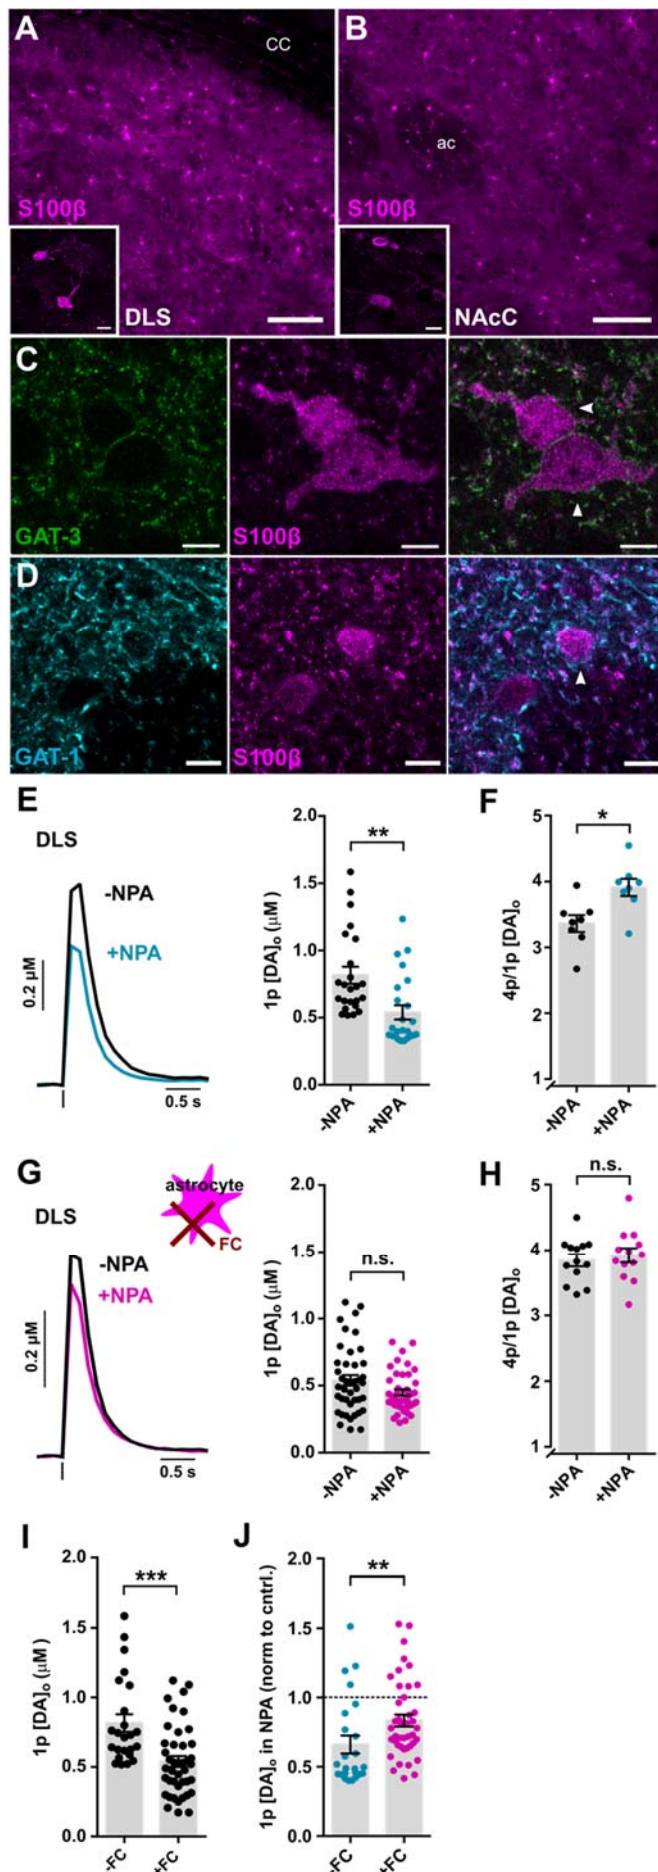 A
CC
S100β
DLS
B
ac
S100β
NAcC
C
GAT-3
S100β
D
GAT-1
S100β
E
DLS
-NPA
+NPA
0.2 μM
0.5 s
1p [DA]ₒ (μM)
2.0
1.5
1.0
0.5
0.0
**
-NPA
+NPA
F
4p/1p [DA]ₒ
5
4
3
2
1
*
-NPA
+NPA
G
DLS
astrocyte
FC
-NPA
+NPA
0.2 μM
0.5 s
1p [DA]ₒ (μM)
2.0
1.5
1.0
0.5
0.0
n.s.
-NPA
+NPA
H
4p/1p [DA]ₒ
5
4
3
2
1
n.s.
-NPA
+NPA
I
1p [DA]ₒ (μM)
2.0
1.5
1.0
0.5
0.0
***
-FC
+FC
J
1p [DA]ₒ in NPA (norm to cntrl.)
2.0
1.5
1.0
0.5
0.0
**
-FC
+FC